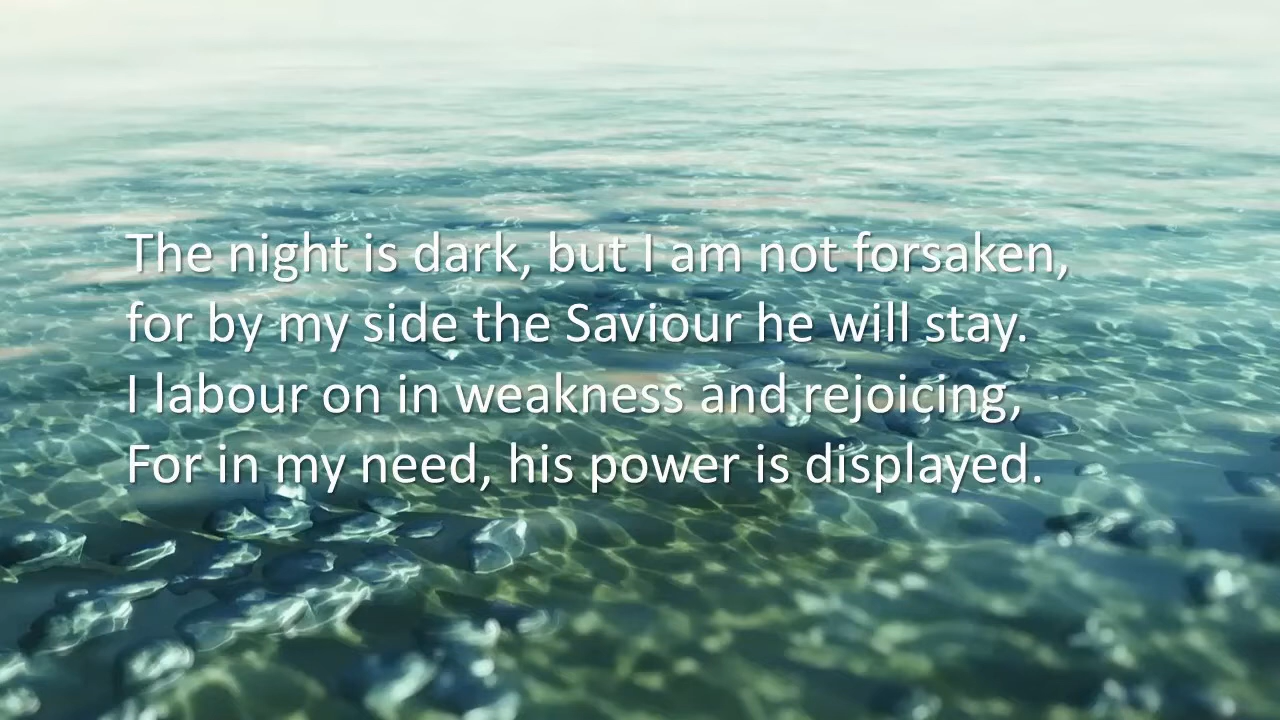 The night is dark, but I am not forsaken,
for by my side the Saviour he will stay.
I labour on in weakness and rejoicing,
For in my need, his power is displayed.